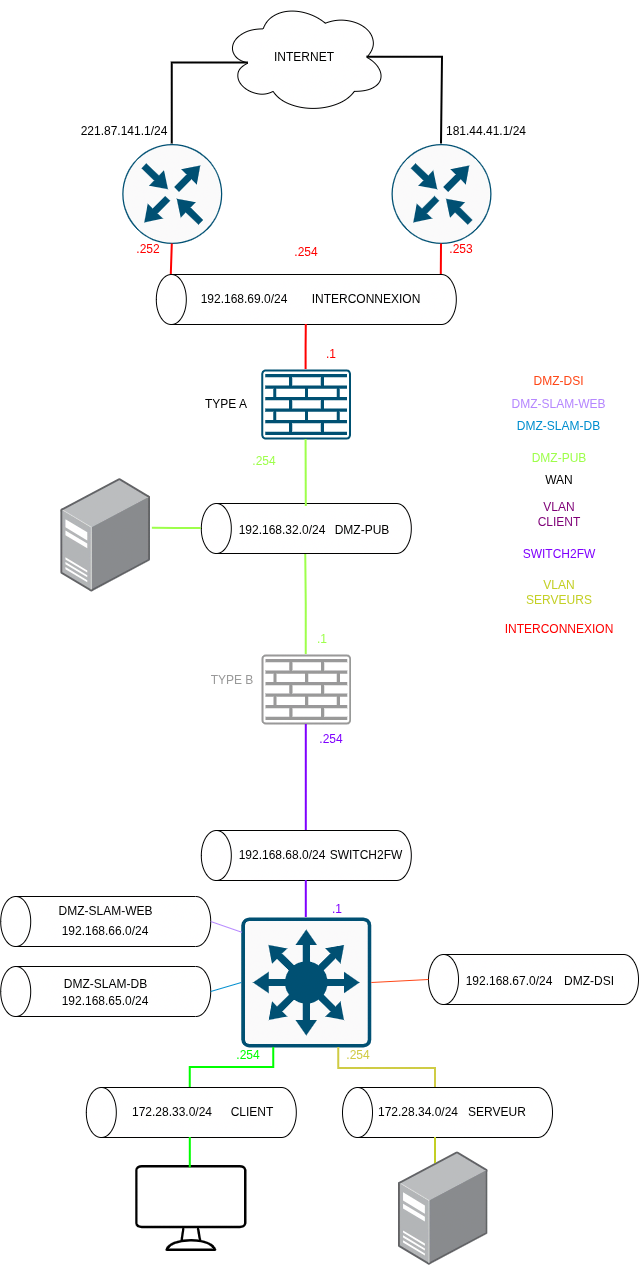 INTERNET
221.87.141.1/24
181.44.41.1/24
.252
.254
.253
192.168.69.0/24 INTERCONNEXION
.1
TYPE A
.254
192.168.32.0/24 DMZ-PUB
.1
TYPE B
.254
192.168.68.0/24 SWITCH2FW
.1
DMZ-SLAM-WEB
192.168.66.0/24
DMZ-SLAM-DB
192.168.65.0/24
192.168.67.0/24 DMZ-DSI
.254
.254
172.28.33.0/24 CLIENT
172.28.34.0/24 SERVEUR
DMZ-DSI
DMZ-SLAM-WEB
DMZ-SLAM-DB
DMZ-PUB
WAN
VLAN
CLIENT
SWITCH2FW
VLAN
SERVEURS
INTERCONNEXION